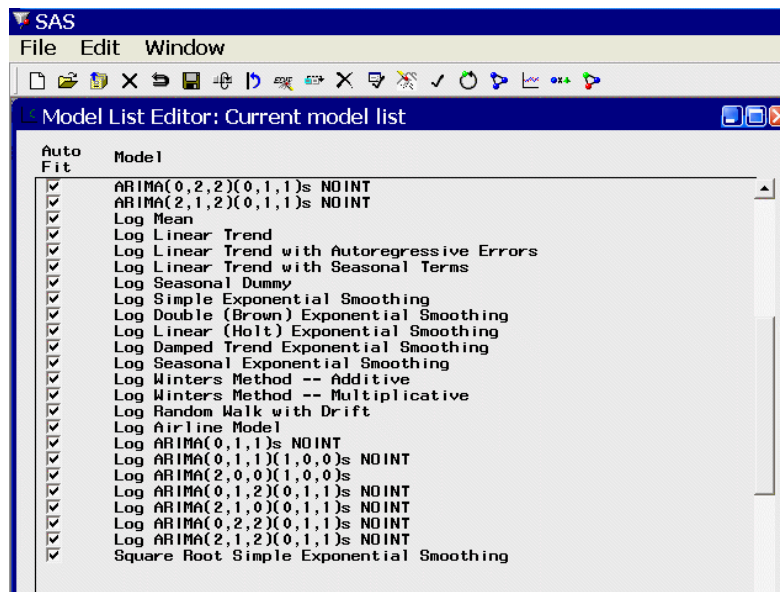 SAS
File Edit Window
Model List Editor: Current model list
Auto Fit
Model
ARIMA(0,2,2)(0,1,1)s NOINT
ARIMA(2,1,2)(0,1,1)s NOINT
Log Mean
Log Linear Trend
Log Linear Trend with Autoregressive Errors
Log Linear Trend with Seasonal Terms
Log Seasonal Dummy
Log Simple Exponential Smoothing
Log Double (Brown) Exponential Smoothing
Log Linear (Holt) Exponential Smoothing
Log Damped Trend Exponential Smoothing
Log Seasonal Exponential Smoothing
Log Winters Method -- Additive
Log Winters Method -- Multiplicative
Log Random Walk with Drift
Log Airline Model
Log ARIMA(0,1,1)s NOINT
Log ARIMA(0,1,1)(1,0,0)s NOINT
Log ARIMA(2,0,0)(1,0,0)s
Log ARIMA(0,1,2)(0,1,1)s NOINT
Log ARIMA(2,1,0)(0,1,1)s NOINT
Log ARIMA(0,2,2)(0,1,1)s NOINT
Log ARIMA(2,1,2)(0,1,1)s NOINT
Square Root Simple Exponential Smoothing